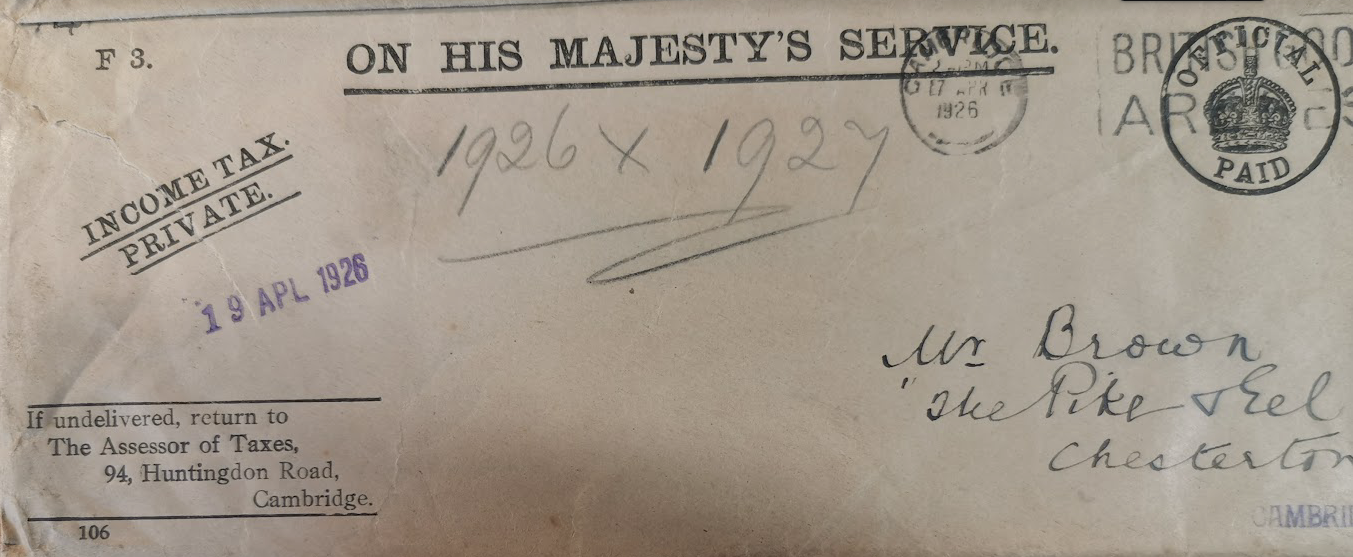 F 3.
ON HIS MAJESTY'S SERVICE.
17 APR
1926
BRITISH
AR
OFFICIAL
PAID
INCOME TAX.
PRIVATE.
1926 x 1927
19 APL 1926
Mr Brown
"The Pike & Eel
Chesterton
CAMBRI
If undelivered, return to
The Assessor of Taxes,
94, Huntingdon Road,
Cambridge.
106